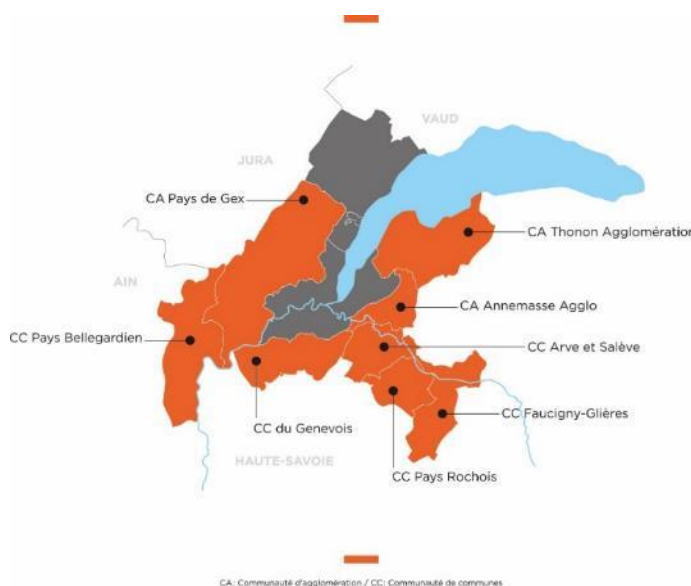 VAUD
JURA
CA Pays de Gex
CA Thonon Agglomération
AIN
CA Annemasse Agglo
CC Pays Bellegardien
CC Arve et Salève
CC Faucigny-Glières
CC du Genevois
HAUTE-SAVOIE
CC Pays Rochois
CA: Communauté d'agglomération / CC: Communauté de communes